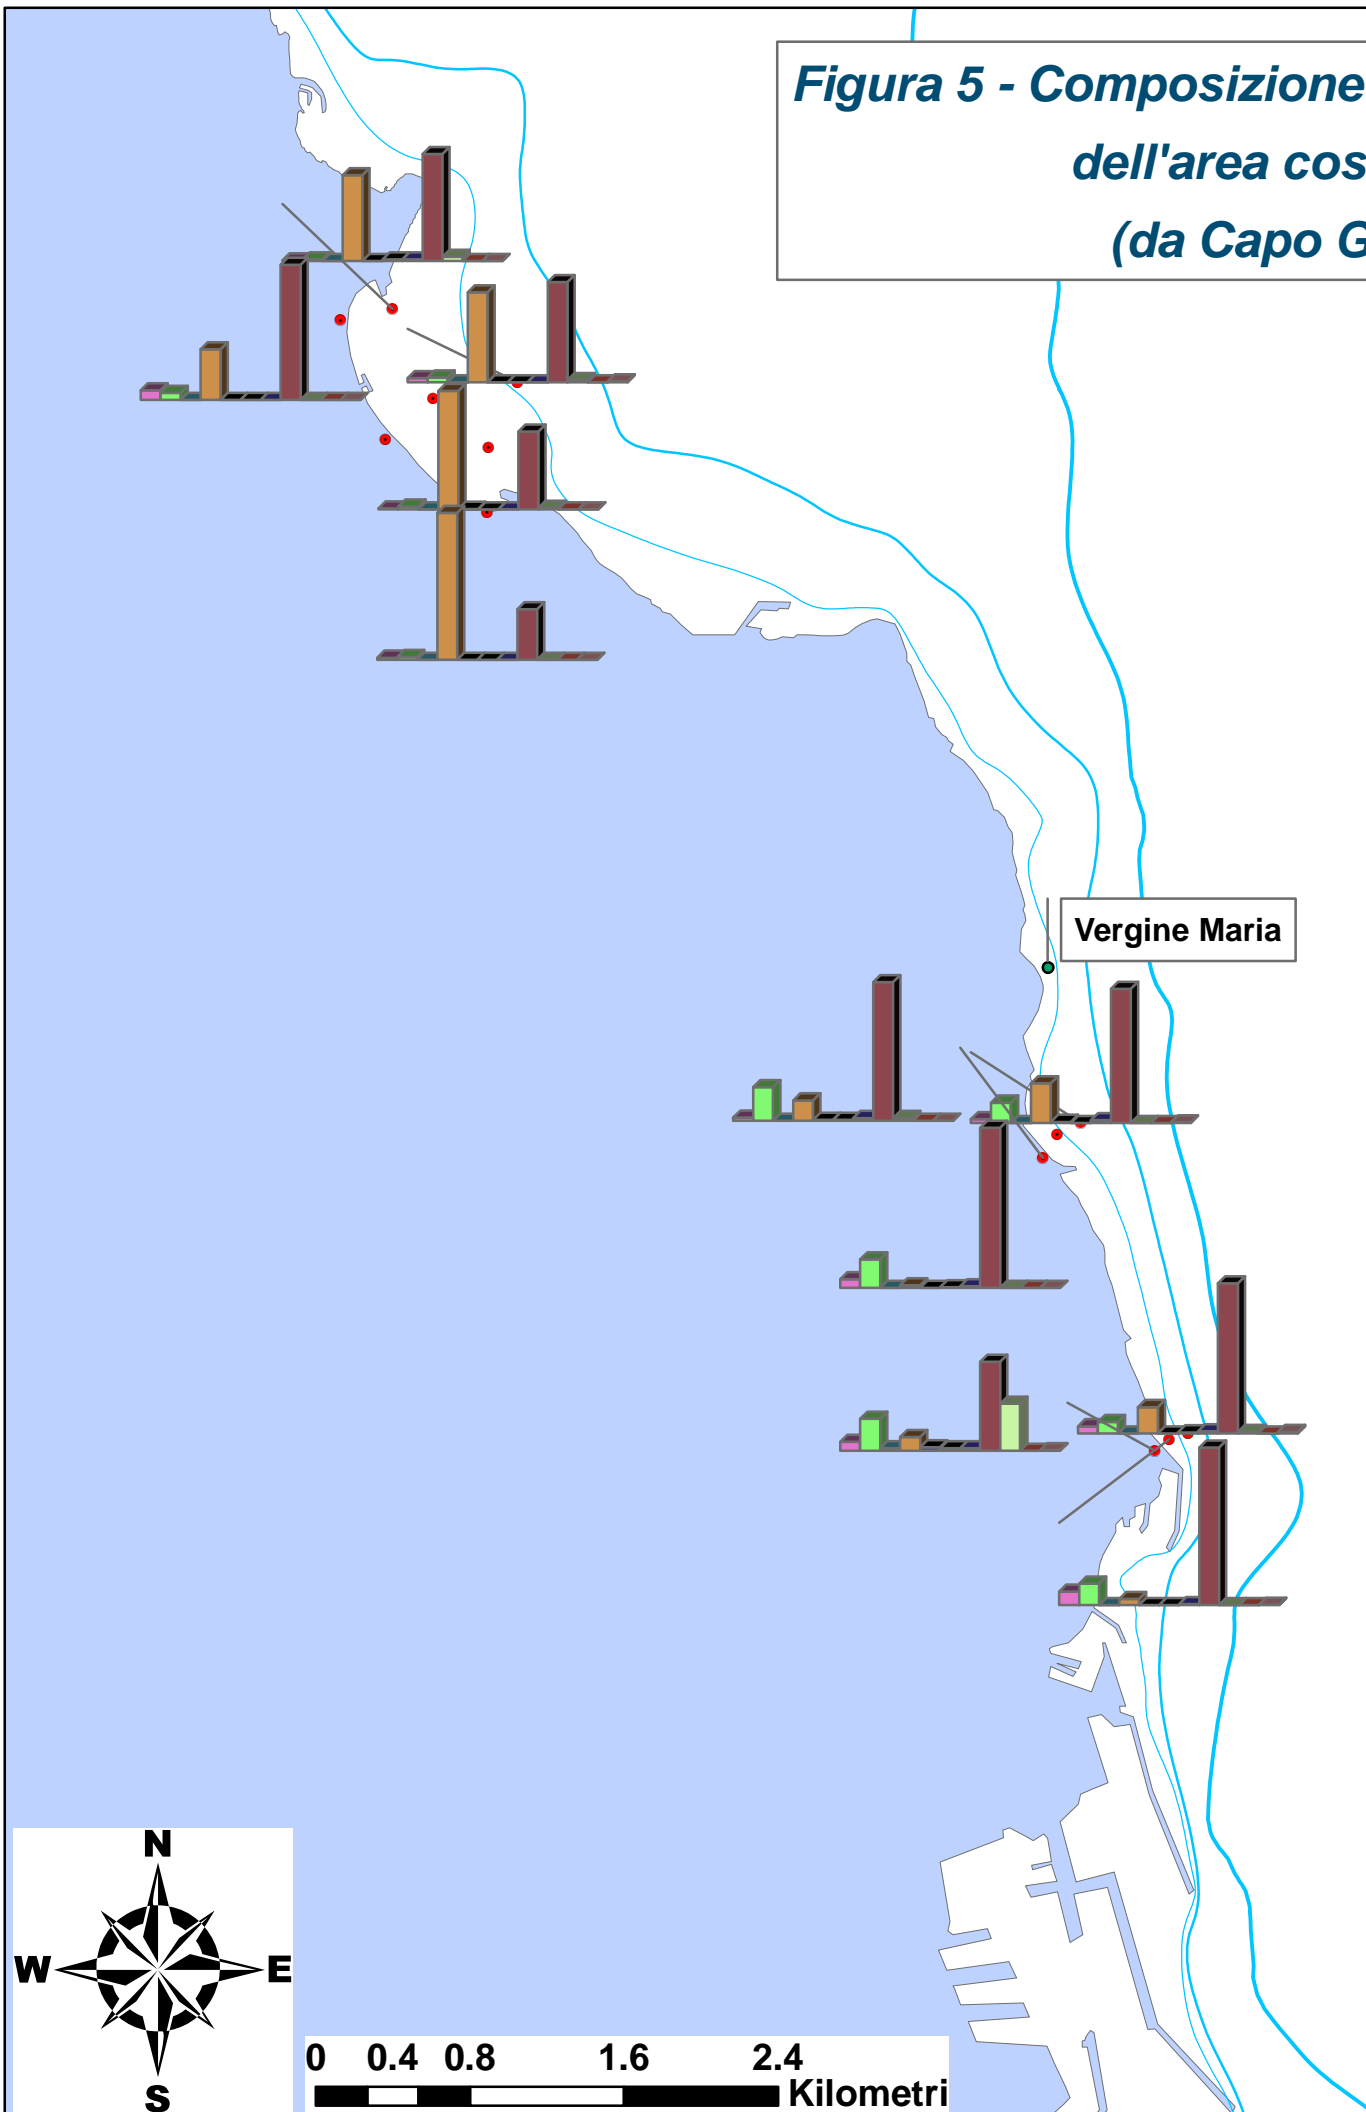 Figura 5 - Composizione
dell'area cos
(da Capo G
Vergine Maria
N
W
E
S
0 0.4 0.8 1.6 2.4
Kilometri